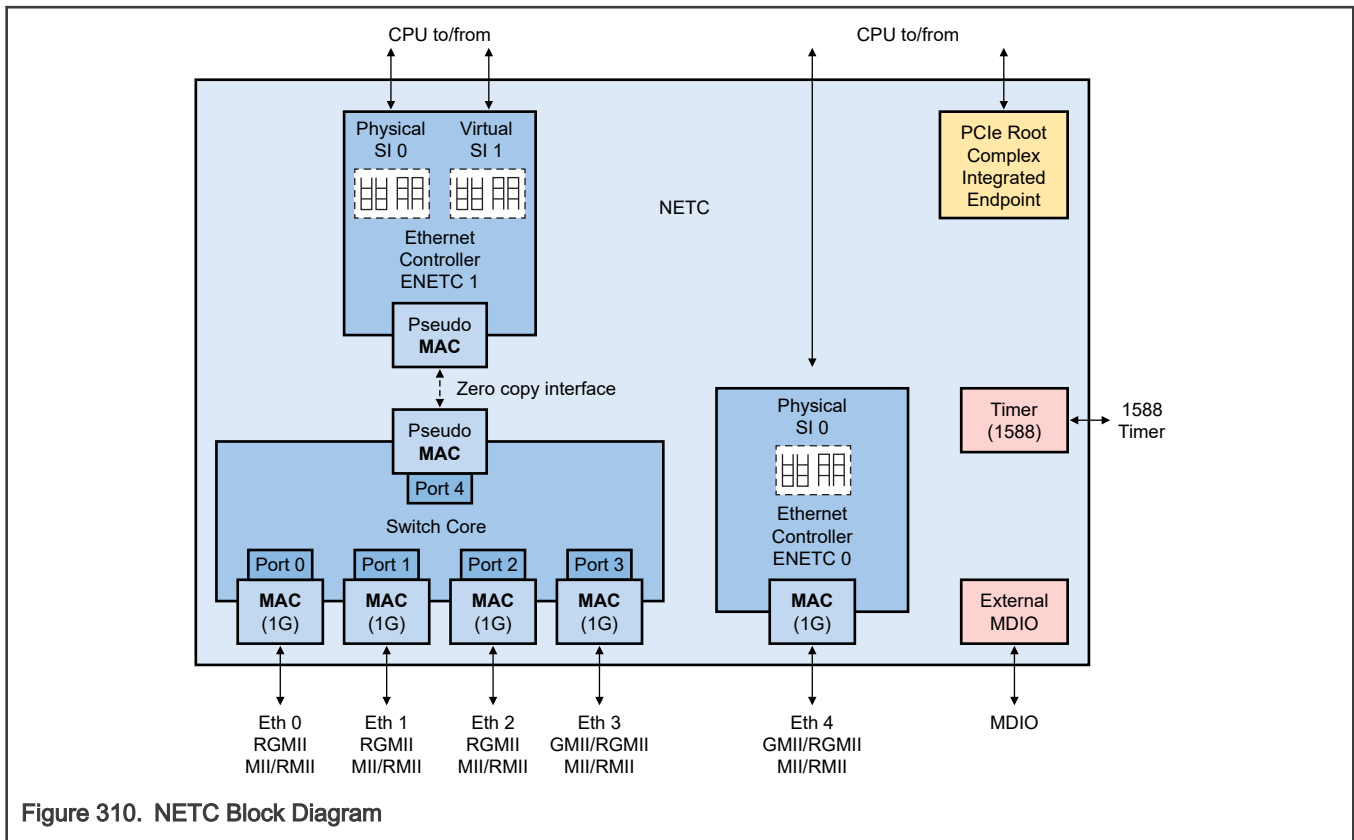 CPU to/from
CPU to/from
Physical
SI 0
Virtual
SI 1
Ethernet
Controller
ENETC 1
Pseudo
MAC
Zero copy interface
Pseudo
MAC
Port 4
Switch Core
Port 0
Port 1
Port 2
Port 3
MAC
(1G)
MAC
(1G)
MAC
(1G)
MAC
(1G)
NETC
PCIe Root
Complex
Integrated
Endpoint
Physical
SI 0
Ethernet
Controller
ENETC 0
MAC
(1G)
Timer
(1588)
1588
Timer
External
MDIO
Eth 0
RGMII
MII/RMII
Eth 1
RGMII
MII/RMII
Eth 2
RGMII
MII/RMII
Eth 3
GMII/RGMII
MII/RMII
Eth 4
GMII/RGMII
MII/RMII
MDIO
Figure 310. NETC Block Diagram